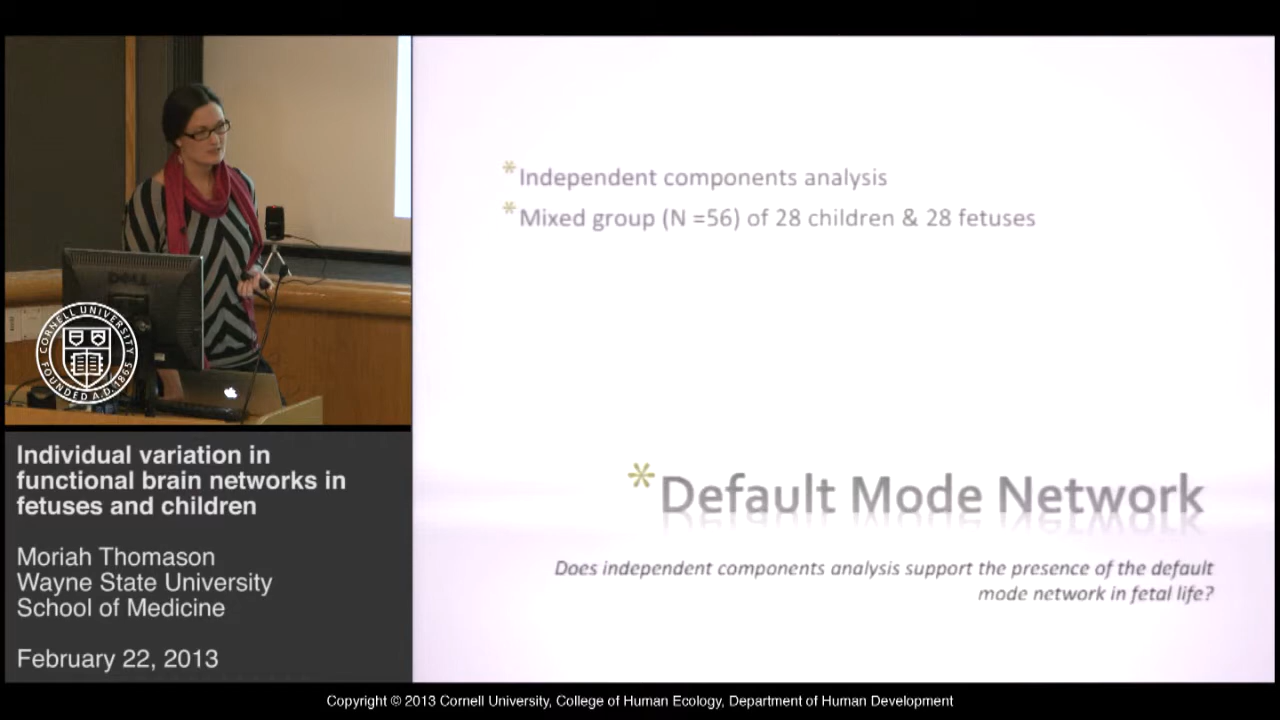 *Independent components analysis
*Mixed group (N =56) of 28 children & 28 fetuses
*Default Mode Network
Does independent components analysis support the presence of the default
mode network in fetal life?
DELL
CORNELL UNIVERSITY
FOUNDED A.D. 1865
Individual variation in
functional brain networks in
fetuses and children
Moriah Thomason
Wayne State University
School of Medicine
February 22, 2013
Copyright © 2013 Cornell University, College of Human Ecology, Department of Human Development